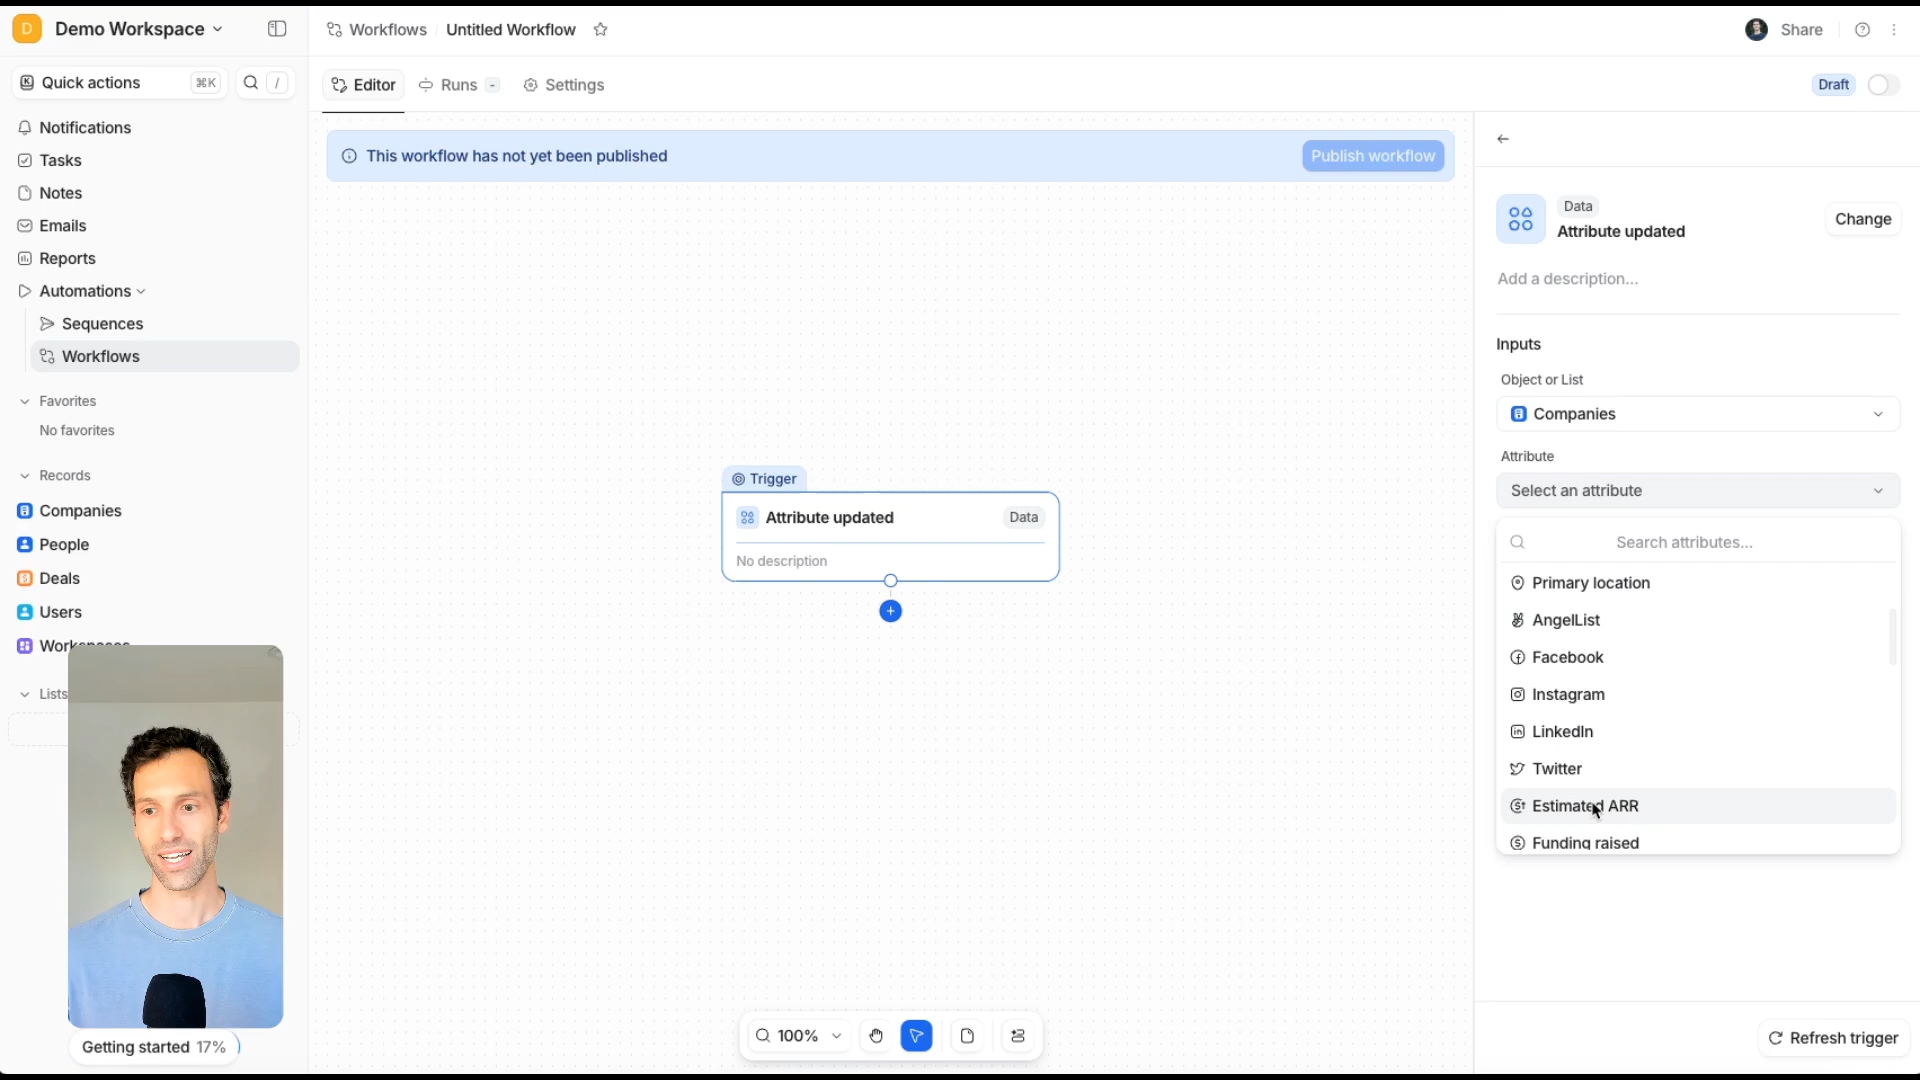 D Demo Workspace
Workflows Untitled Workflow
Share
Quick actions ⌘K /
Editor
Runs -
Settings
Draft
Notifications
Tasks
Notes
Emails
Reports
Automations
Sequences
Workflows
Favorites
No favorites
Records
Companies
People
Deals
Users
Workspaces
Lists
Getting started 17%
This workflow has not yet been published
Publish workflow
Trigger
Attribute updated Data
No description
100%
Data
Attribute updated
Change
Add a description...
Inputs
Object or List
Companies
Attribute
Select an attribute
Search attributes...
Primary location
AngelList
Facebook
Instagram
LinkedIn
Twitter
Estimated ARR
Funding raised
Refresh trigger